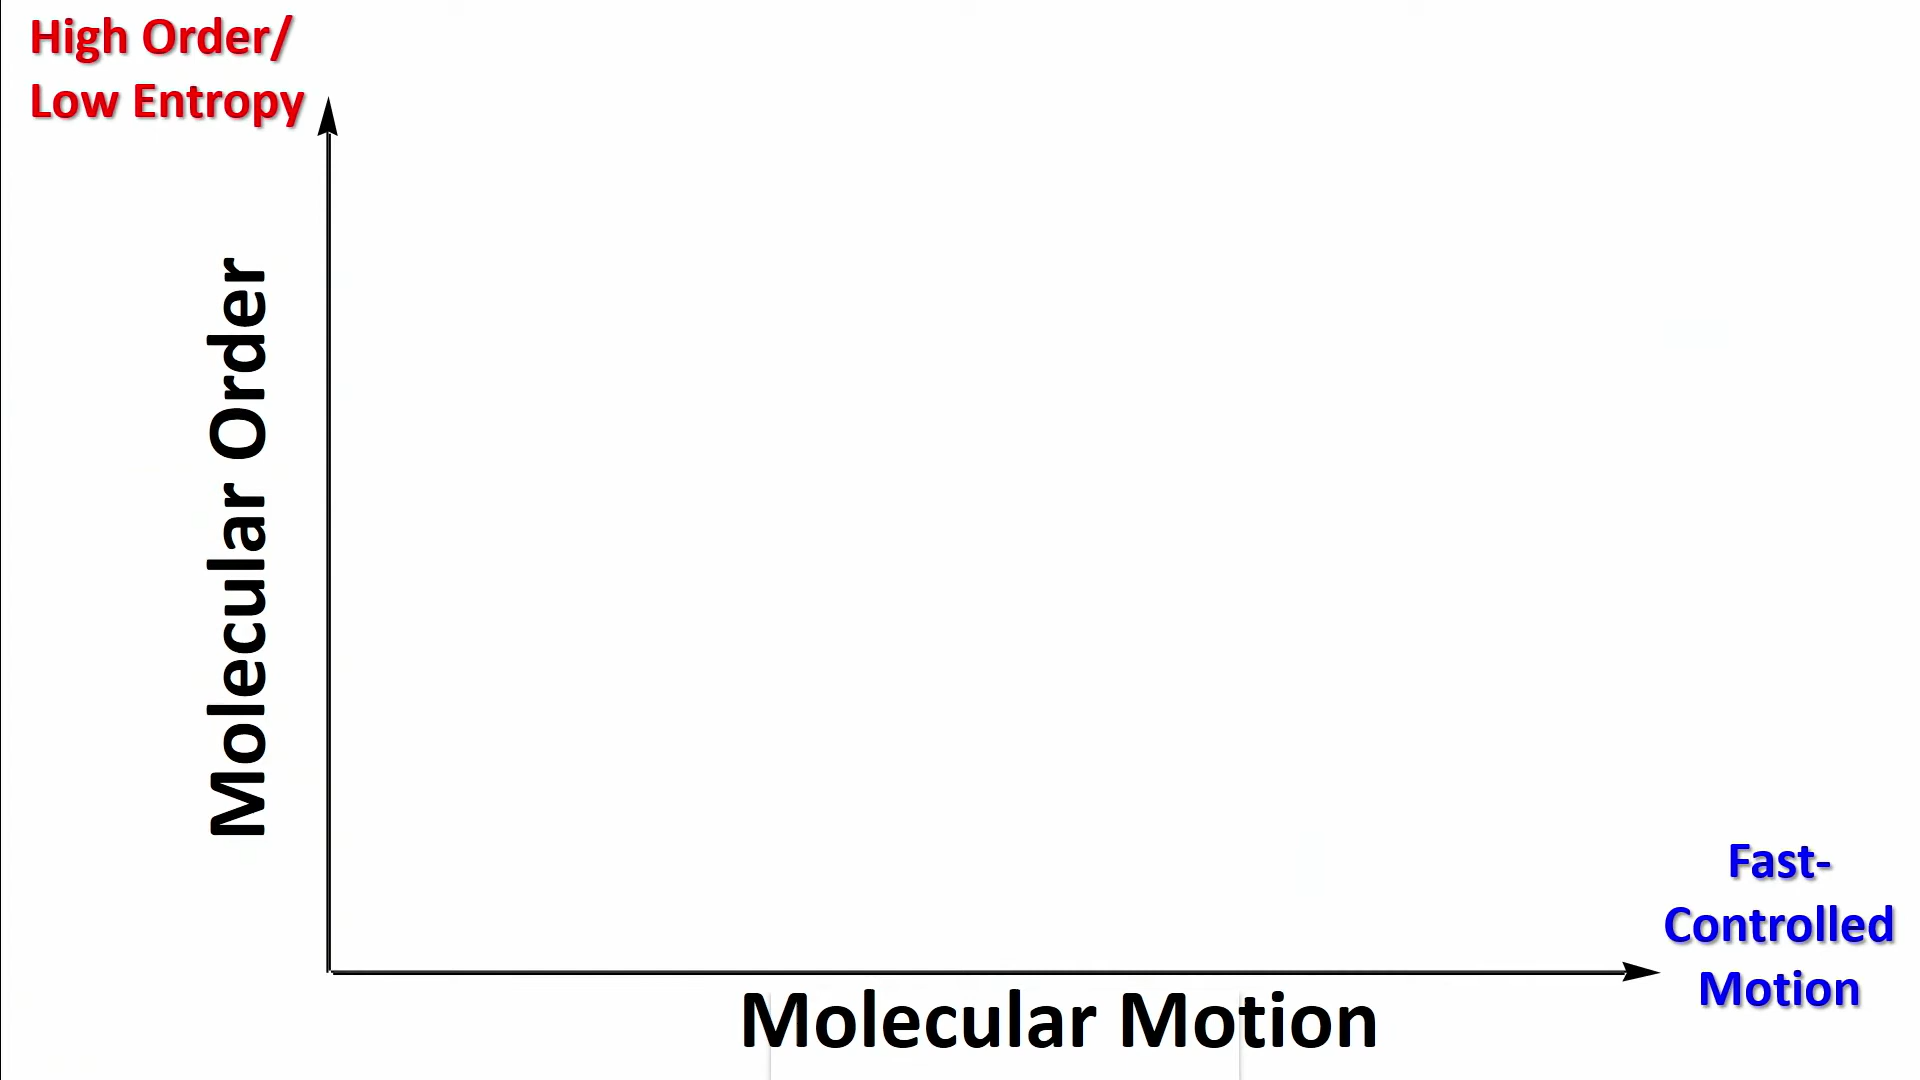 High Order/
Low Entropy
Molecular Order
Fast-
Controlled
Motion
Molecular Motion